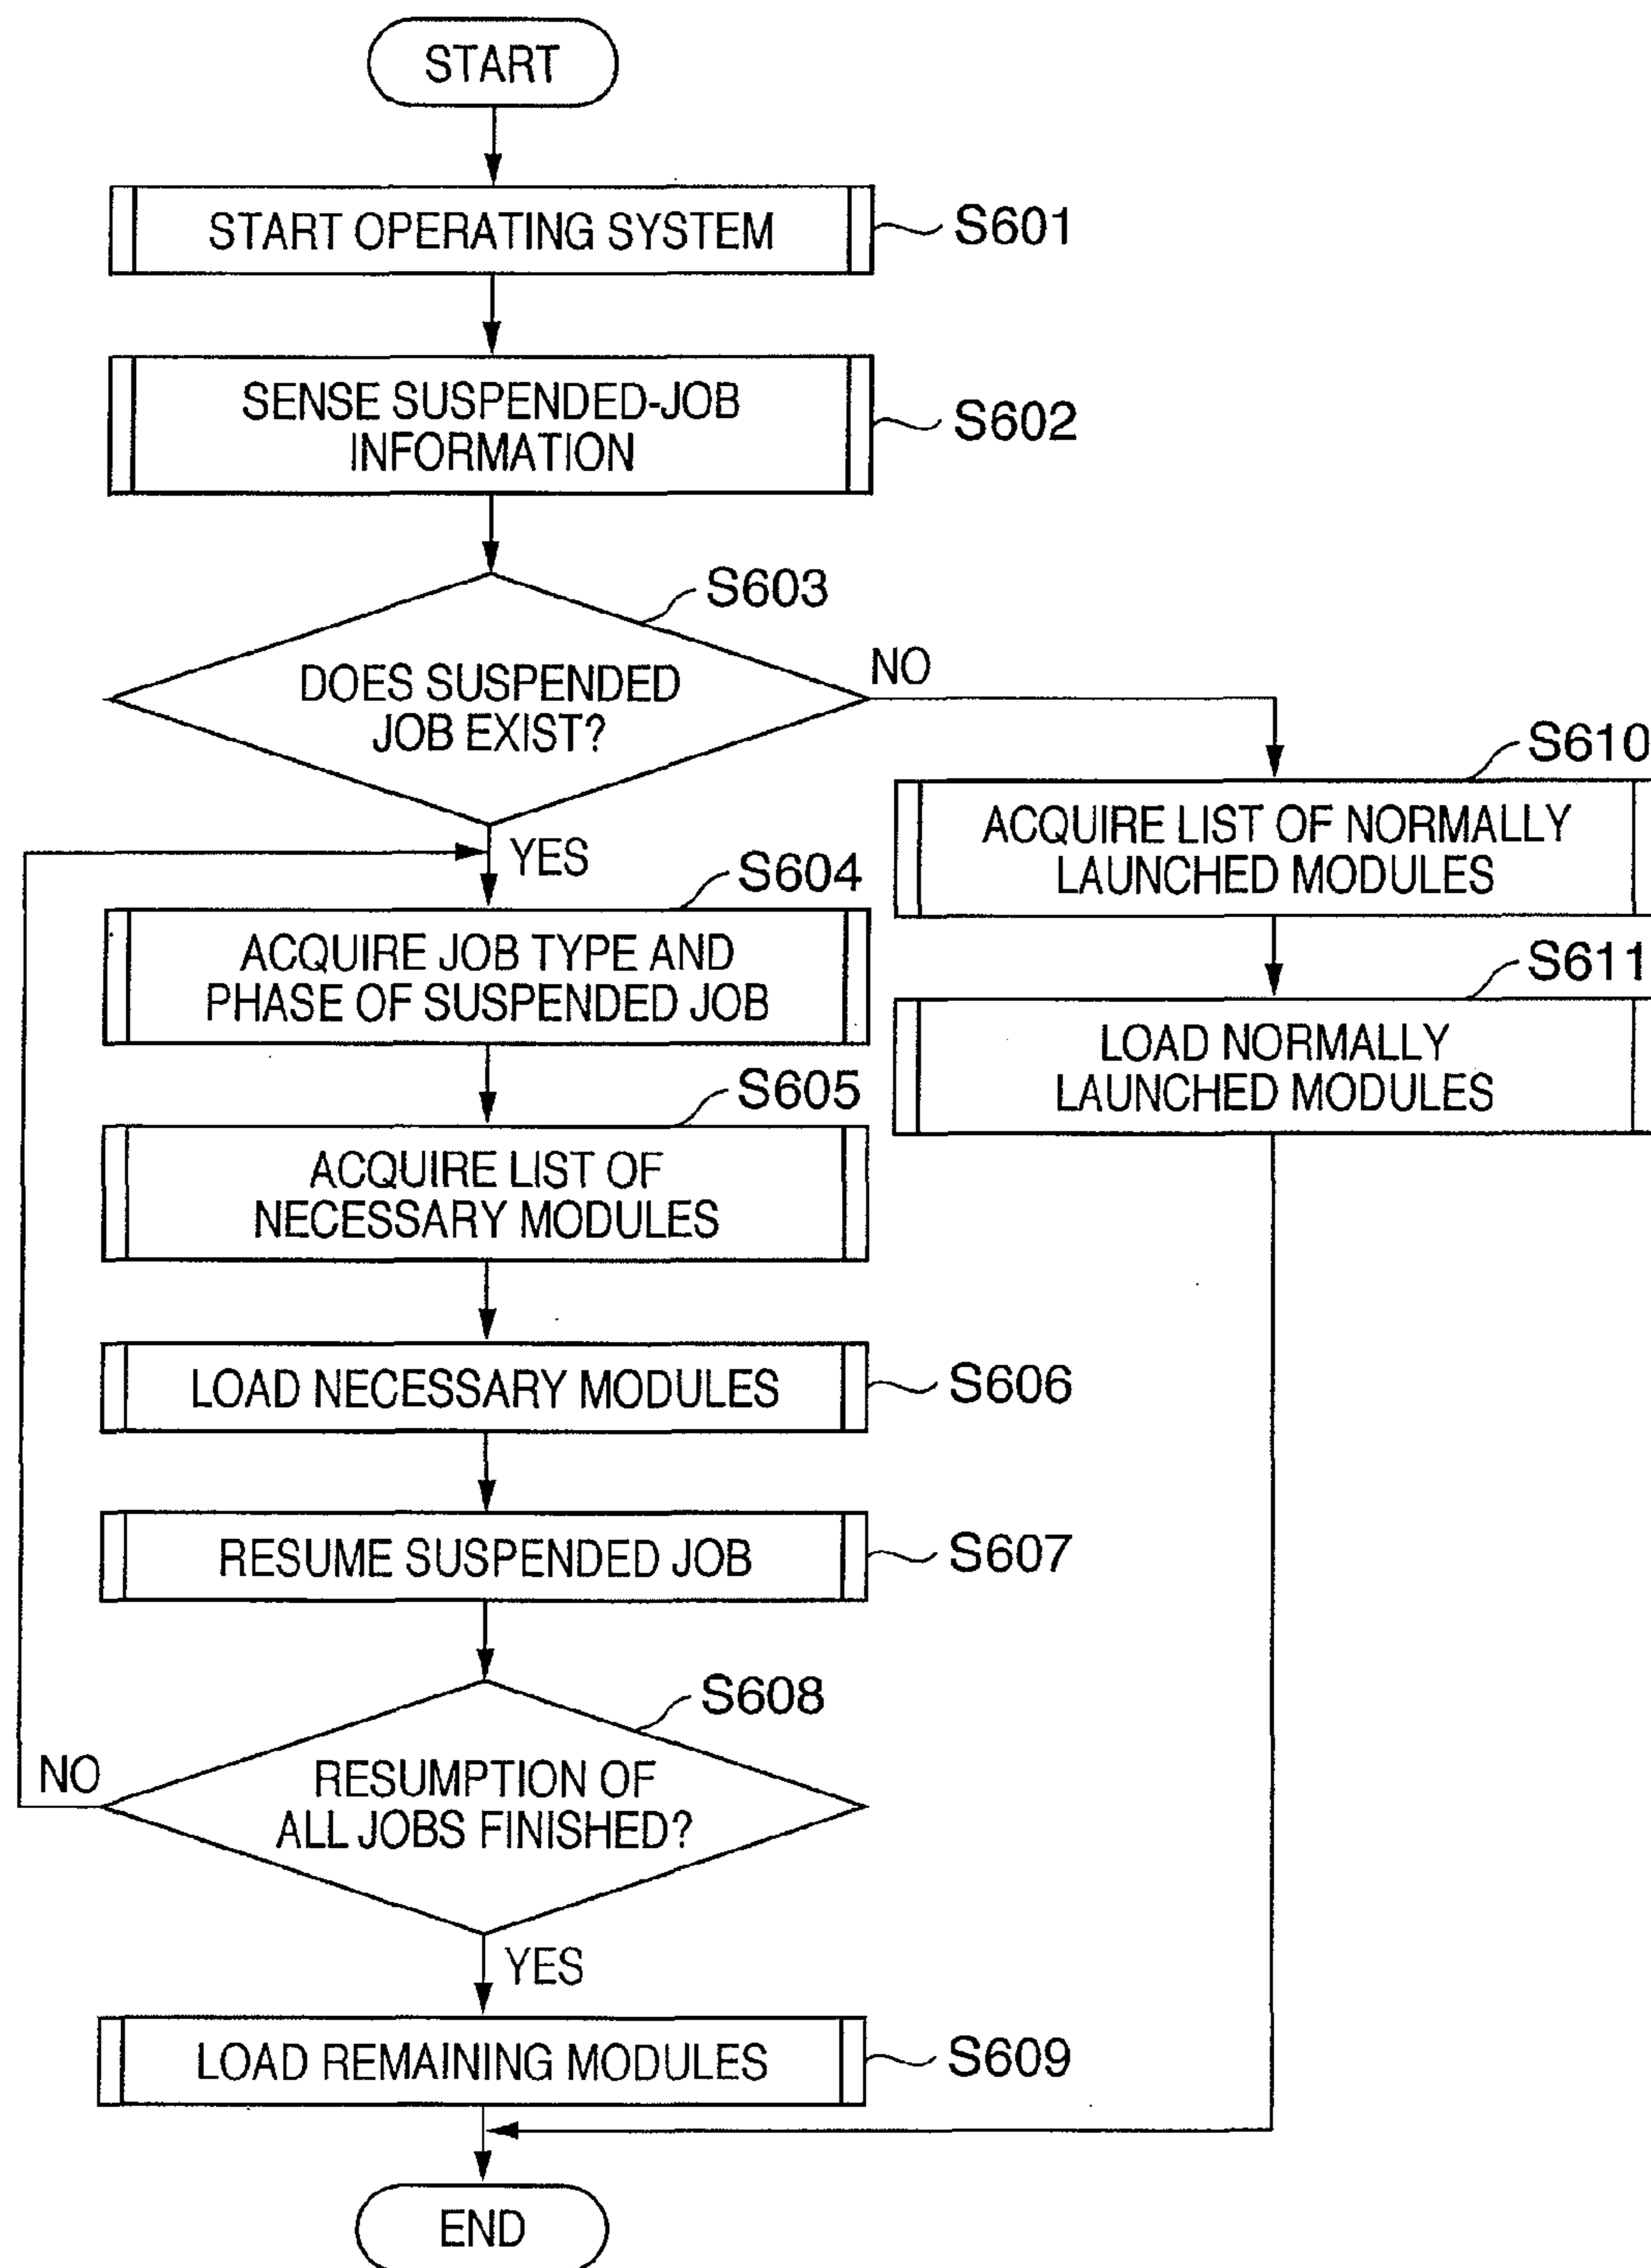 START
START OPERATING SYSTEM
S601
SENSE SUSPENDED-JOB
INFORMATION
S602
S603
DOES SUSPENDED
JOB EXIST?
NO
YES
S610
ACQUIRE LIST OF NORMALLY
LAUNCHED MODULES
S611
LOAD NORMALLY
LAUNCHED MODULES
S604
ACQUIRE JOB TYPE AND
PHASE OF SUSPENDED JOB
S605
ACQUIRE LIST OF
NECESSARY MODULES
LOAD NECESSARY MODULES
S606
RESUME SUSPENDED JOB
S607
S608
RESUMPTION OF
ALL JOBS FINISHED?
NO
YES
LOAD REMAINING MODULES
S609
END